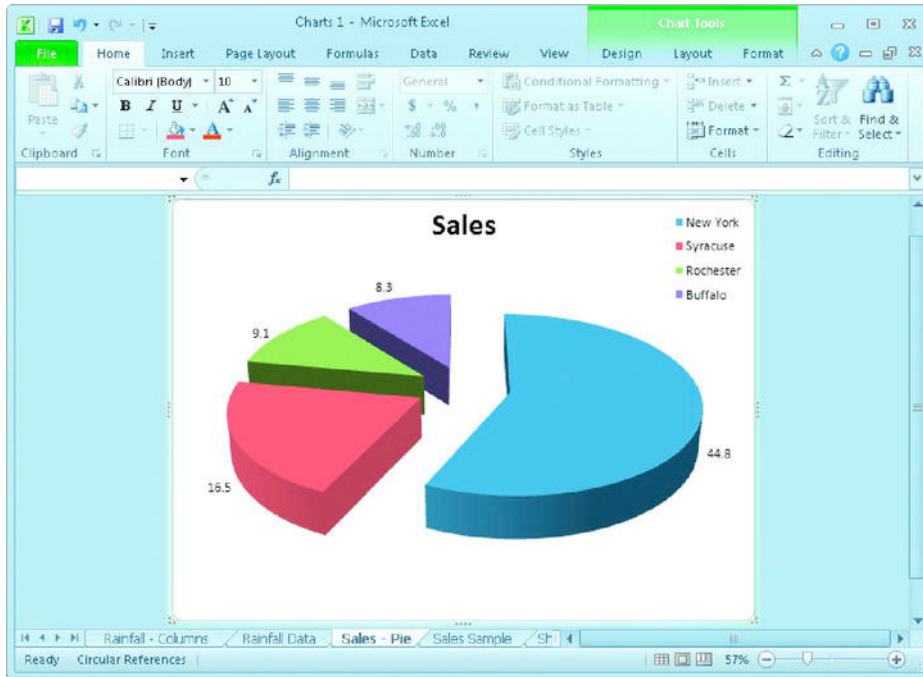 Charts 1 - Microsoft Excel Chart Tools
File Home Insert Page Layout Formulas Data Review View Design Layout Format
Calibri (Body) 10 General Conditional Formatting Insert Σ
Paste B I U A A $ % , Format as Table Delete Sort & Filter Find & Select
Cell Styles Format
Clipboard Font Alignment Number Styles Cells Editing
fx
Sales
New York
Syracuse
Rochester
Buffalo
8.3
9.1
44.8
16.5
Rainfall - Columns Rainfall Data Sales - Pie Sales Sample
Ready Circular References 57%